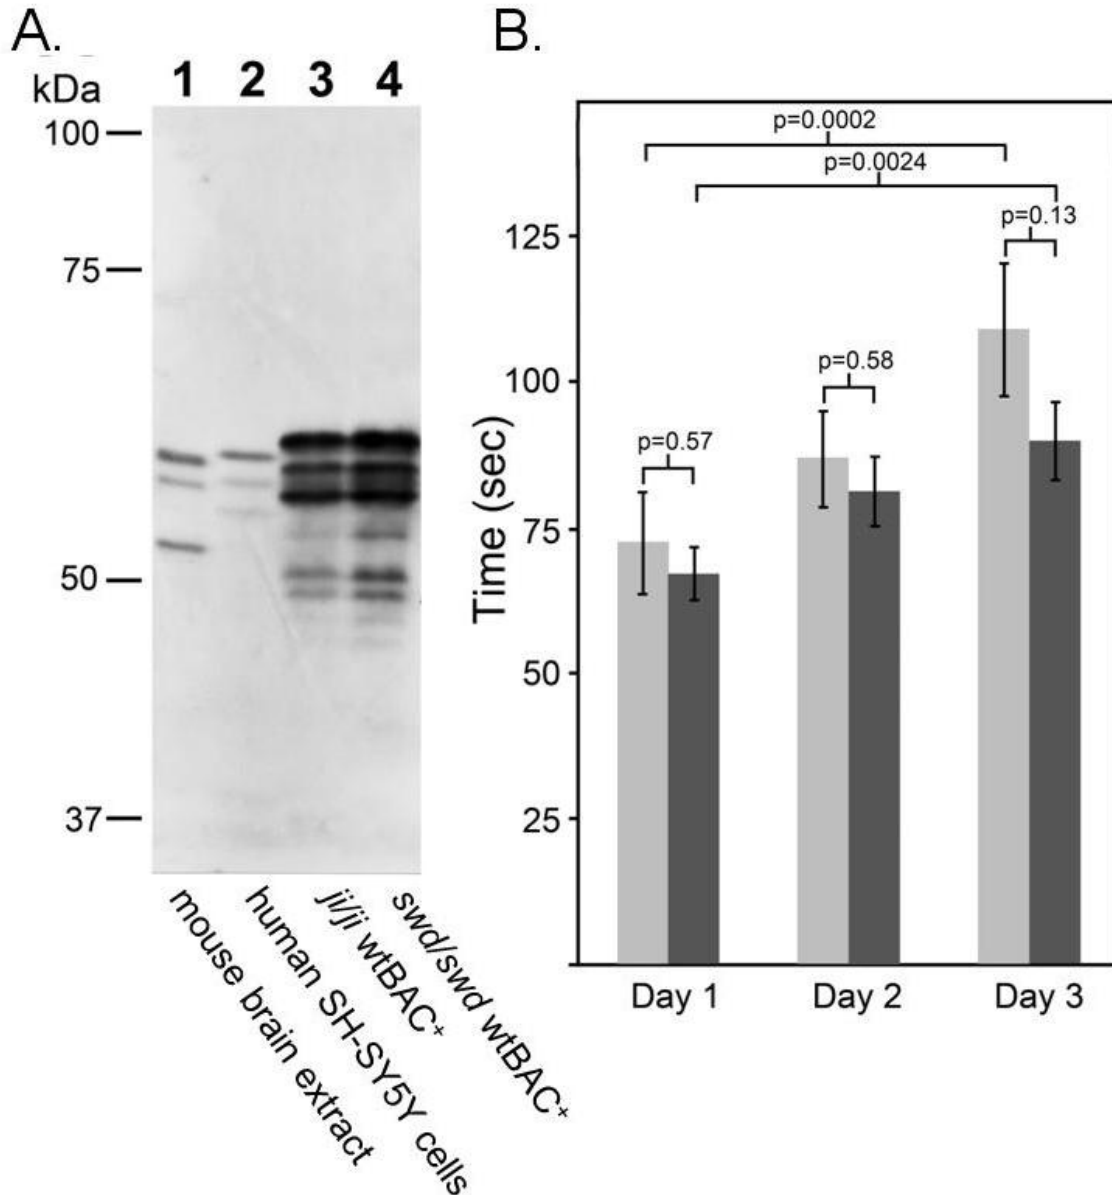 A.
kDa
1 2 3 4
100
75
50
37
mouse brain extract
human SH-SY5Y cells
ji/ji wtBAC+
swd/swd wtBAC+
B.
p=0.0002
p=0.0024
p=0.13
p=0.58
p=0.57
125
100
75
50
25
Time (sec)
Day 1 Day 2 Day 3